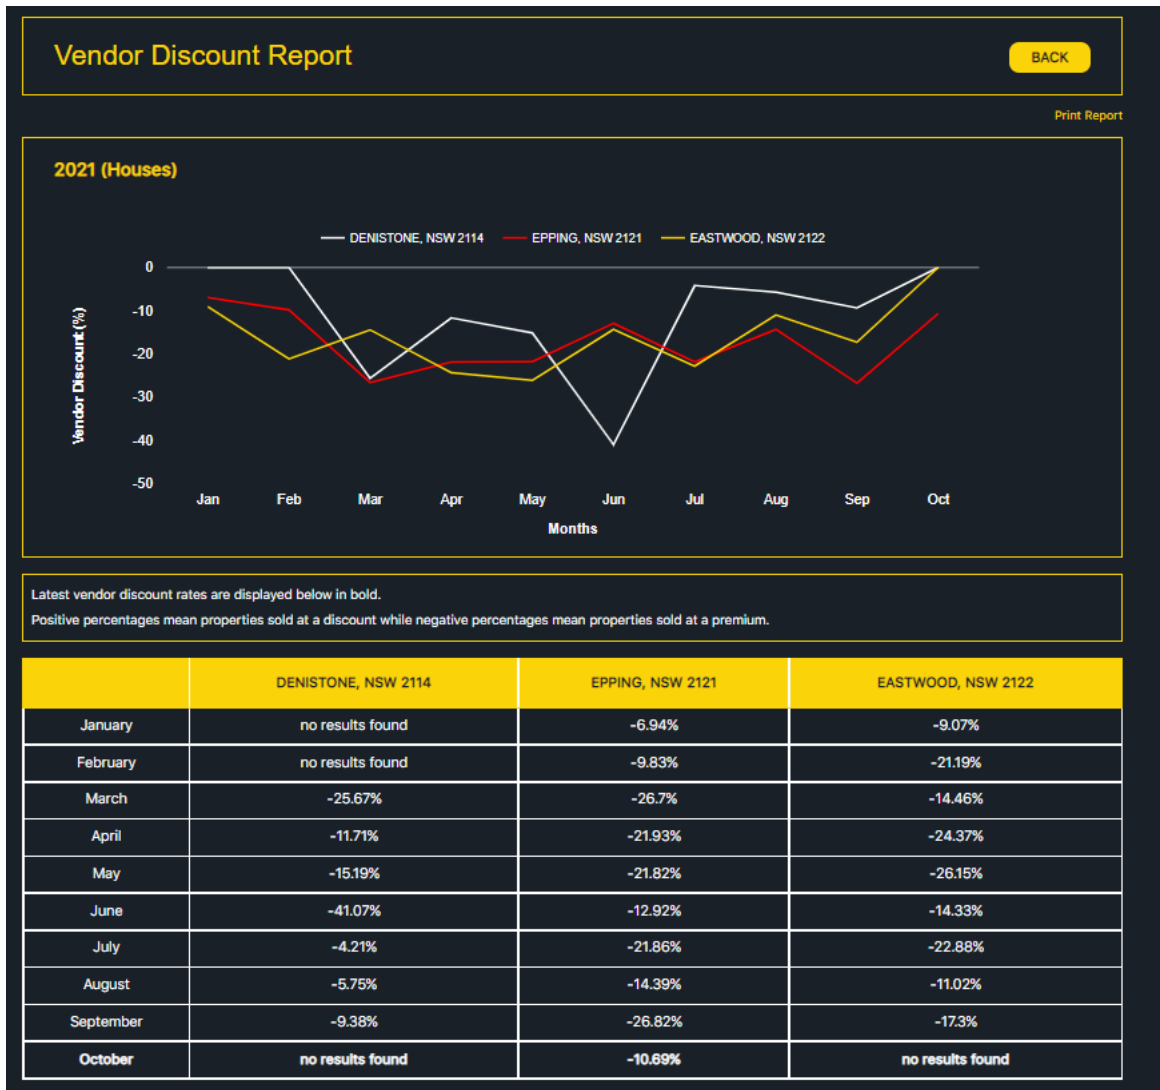 Vendor Discount Report
BACK
Print Report
2021 (Houses)
DENISTONE, NSW 2114 EPPING, NSW 2121 EASTWOOD, NSW 2122
Vendor Discount (%)
0
-10
-20
-30
-40
-50
Jan Feb Mar Apr May Jun Jul Aug Sep Oct
Months
Latest vendor discount rates are displayed below in bold.
Positive percentages mean properties sold at a discount while negative percentages mean properties sold at a premium.
DENISTONE, NSW 2114 EPPING, NSW 2121 EASTWOOD, NSW 2122
January no results found -6.94% -9.07%
February no results found -9.83% -21.19%
March -25.67% -26.7% -14.46%
April -11.71% -21.93% -24.37%
May -15.19% -21.82% -26.15%
June -41.07% -12.92% -14.33%
July -4.21% -21.86% -22.88%
August -5.75% -14.39% -11.02%
September -9.38% -26.82% -17.3%
October no results found -10.69% no results found